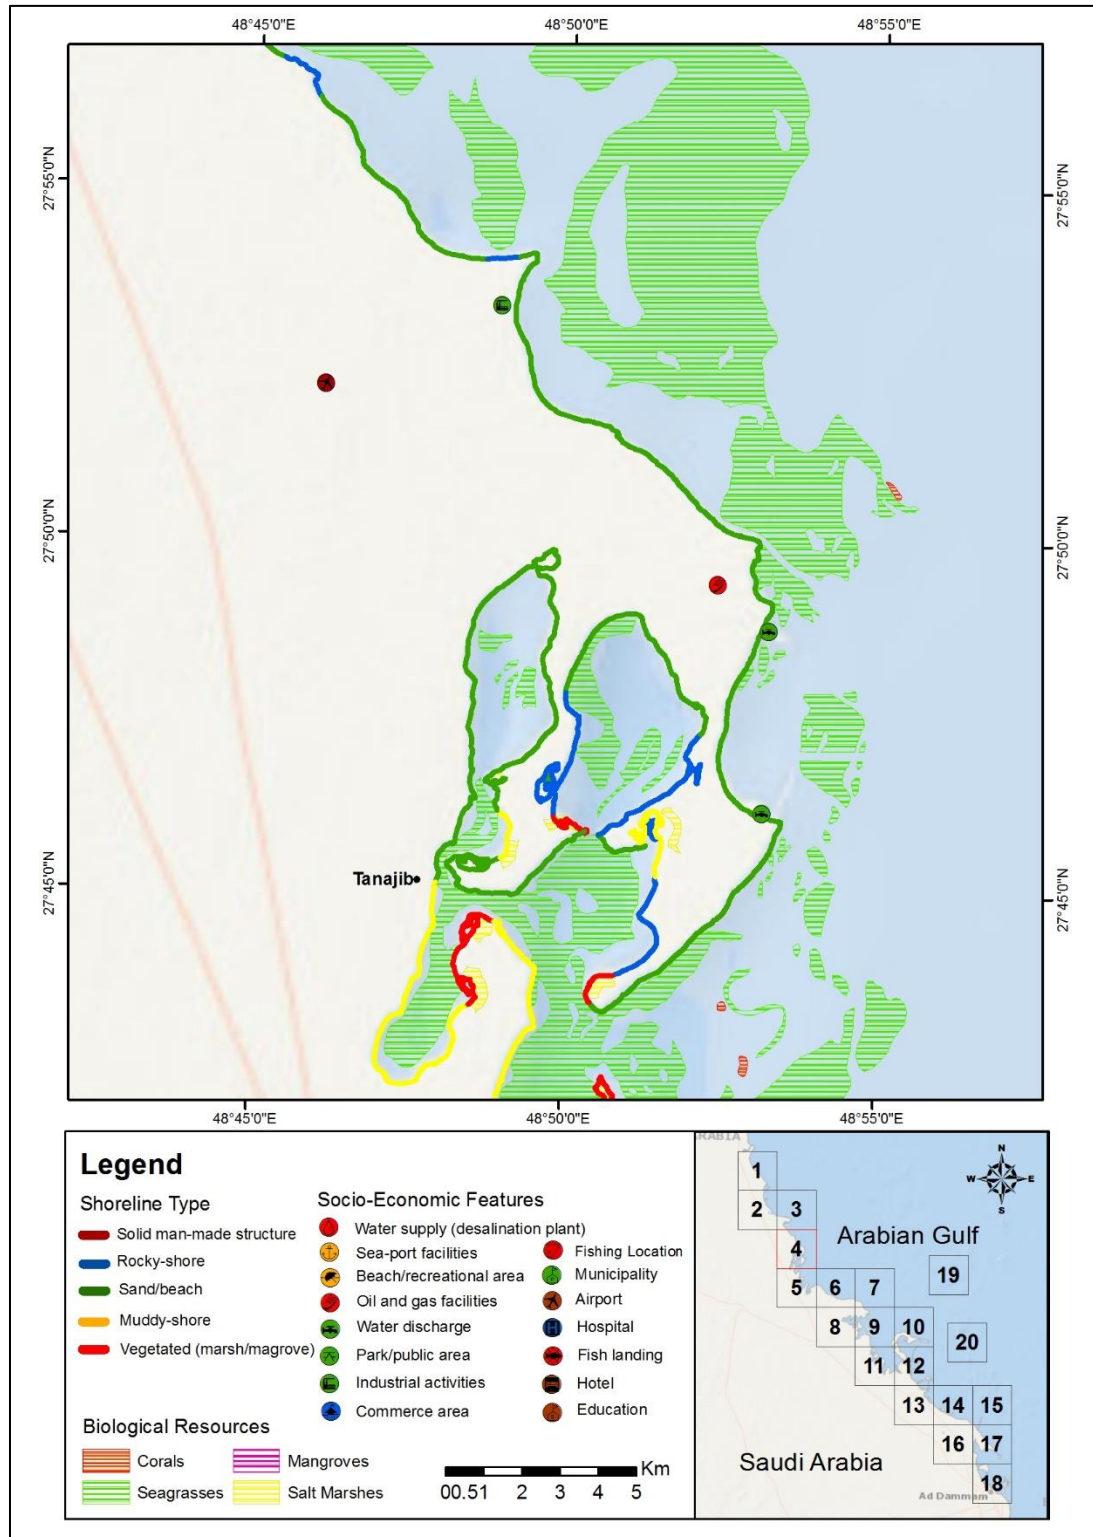 48°45'0"E 48°50'0"E 48°55'0"E
27°55'0"N 27°55'0"N
27°50'0"N 27°50'0"N
27°45'0"N 27°45'0"N
Tanajib
48°45'0"E 48°50'0"E 48°55'0"E
Legend
Shoreline Type
Solid man-made structure
Rocky-shore
Sand/beach
Muddy-shore
Vegetated (marsh/magrove)
Socio-Economic Features
Water supply (desalination plant)
Sea-port facilities
Beach/recreational area
Oil and gas facilities
Water discharge
Park/public area
Industrial activities
Commerce area
Fishing Location
Municipality
Airport
Hospital
Fish landing
Hotel
Education
Biological Resources
Corals
Mangroves
Seagrasses
Salt Marshes
Km
00.51 2 3 4 5
RABIA
N
W E
S
1
2 3
Arabian Gulf
4
19
5 6 7
8 9 10
20
11 12
13 14 15
16 17
Saudi Arabia
18
Ad Dammam